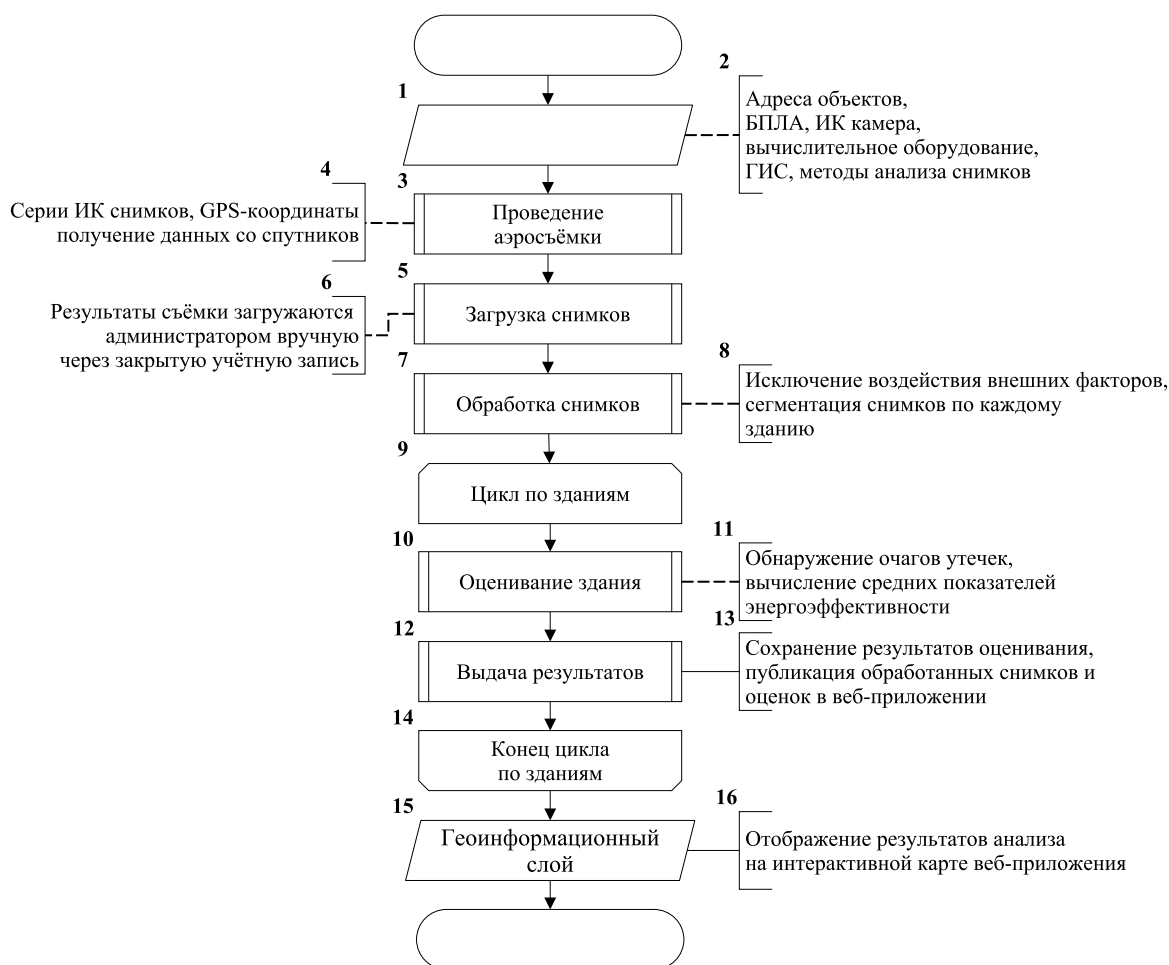 1
2
Адреса объектов,
БПЛА, ИК камера,
вычислительное оборудование,
ГИС, методы анализа снимков
3
Проведение
аэросъёмки
4
Серии ИК снимков, GPS-координаты
получение данных со спутников
5
Загрузка снимков
6
Результаты съёмки загружаются
администратором вручную
через закрытую учётную запись
7
Обработка снимков
8
Исключение воздействия внешних факторов,
сегментация снимков по каждому
зданию
9
Цикл по зданиям
10
Оценивание здания
11
Обнаружение очагов утечек,
вычисление средних показателей
энергоэффективности
12
Выдача результатов
13
Сохранение результатов оценивания,
публикация обработанных снимков и
оценок в веб-приложении
14
Конец цикла
по зданиям
15
Геоинформационный
слой
16
Отображение результатов анализа
на интерактивной карте веб-приложения